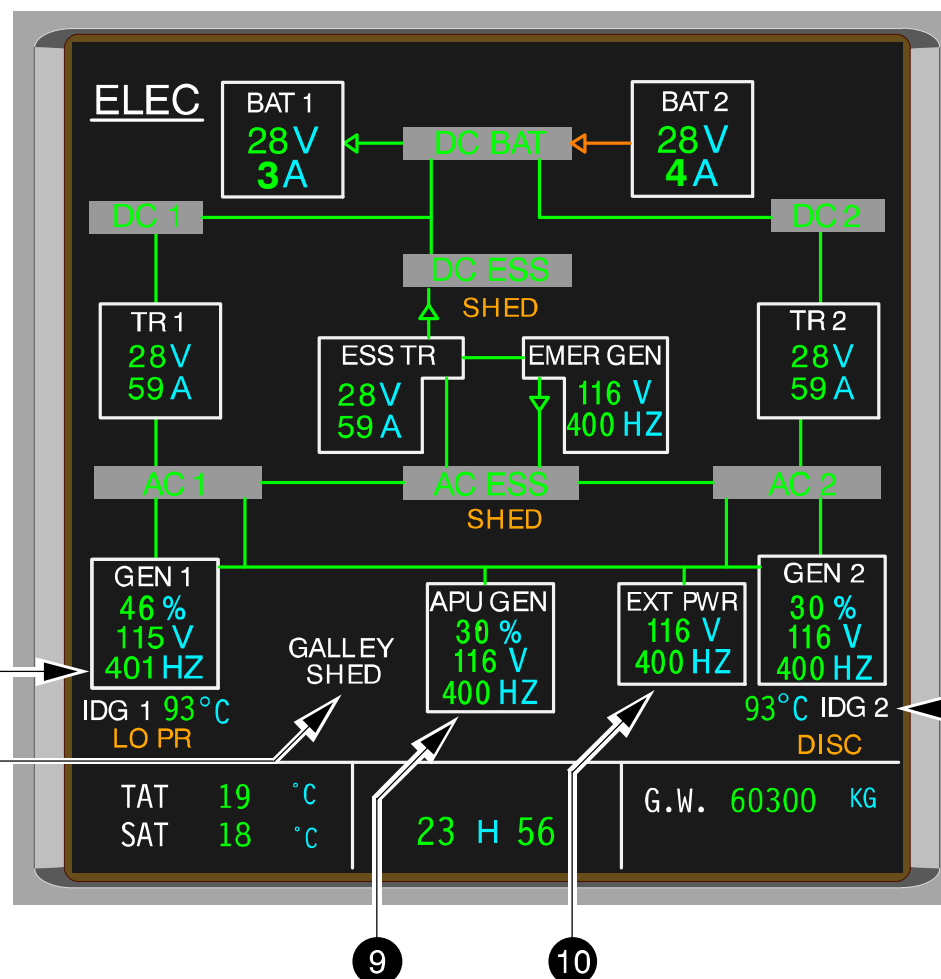 ELEC
BAT 1
28 V
3 A
DC BAT
BAT 2
28 V
4 A
DC 1
DC 2
DC ESS
SHED
TR 1
28 V
59 A
ESS TR
28 V
59 A
EMER GEN
116 V
400 HZ
TR 2
28 V
59 A
AC 1
AC ESS
AC 2
SHED
GEN 1
46 %
115 V
401 HZ
GALLEY
SHED
APU GEN
30 %
116 V
400 HZ
EXT PWR
116 V
400 HZ
GEN 2
30 %
116 V
400 HZ
IDG 1 93°C
LO PR
93°C IDG 2
DISC
TAT 19 °C
SAT 18 °C
23 H 56
G.W. 60300 KG
9
10